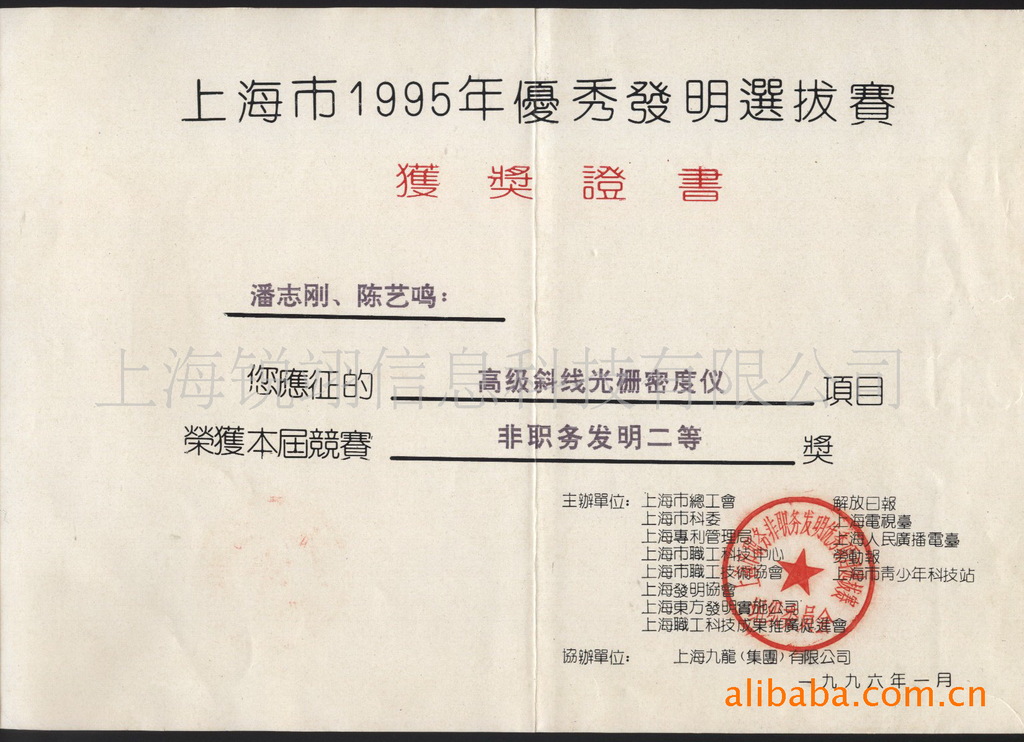 上海市1995年優秀發明選拔賽
獲獎證書
潘志刚、陈艺鸣：
上海锐翊信息科技有限公司
您應征的 高级斜线光栅密度仪 項目
榮獲本屆競賽 非职务发明二等 奖
主辦單位： 上海市總工會 解放日報
上海市科委 上海電視臺
上海專利管理局 上海人民廣播電臺
上海市職工科技中心 勞動報
上海市職工技術協會 上海市青少年科技站
上海發明協會
上海東方發明實施公司
上海職工科技成果推廣促進會
組织委員会
協辦單位： 上海九龍（集團）有限公司
一九九六年一月
alibaba.com.cn